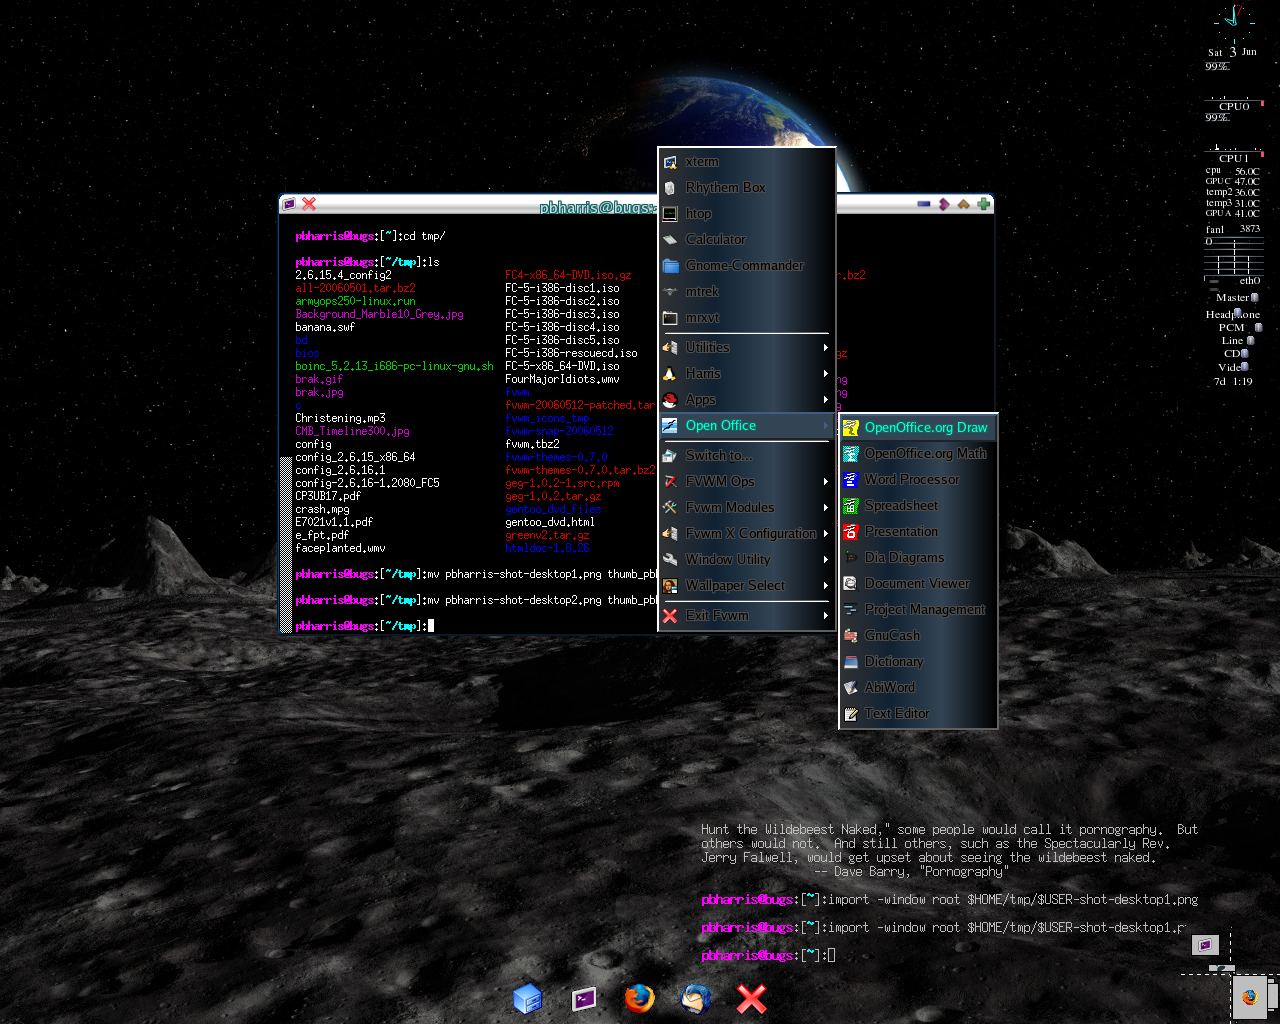 Sat 3 Jun
99%
CPU0
99%
CPU1
cpu 56.0C
GPU C 47.0C
temp2 36.0C
temp3 31.0C
GPU A 41.0C
fan1 3873
0
eth0
Master
Headphone
PCM
Line
CD
Vide
7d 1:19
pbharris@bugs:
pbharris@bugs:[~]:cd tmp/
pbharris@bugs:[~/tmp]:ls
2.6.15.4_config2 FC4-x86_64-DVD.iso.gz r.bz2
all-20060501.tar.bz2 FC-5-i386-disc1.iso
armyops250-linux.run FC-5-i386-disc2.iso
Background_Marble10_Grey.jpg FC-5-i386-disc3.iso
banana.swf FC-5-i386-disc4.iso
bd FC-5-i386-disc5.iso
bios FC-5-i386-rescuecd.iso gz
boinc_5.2.13_i686-pc-linux-gnu.sh FC-5-x86_64-DVD.iso
brak.gif FourMajorIdiots.wmv ng
brak.jpg fvwm ng
c fvwm-20060512-patched.tar
Christening.mp3 fvwm_icons_tmp
CMB_Timeline300.jpg fvwm-snap-20060512
config fvwm.tbz2
config_2.6.15_x86_64 fvwm-themes-0.7.0
config_2.6.16.1 fvwm-themes-0.7.0.tar.bz2
config-2.6.16-1.2080_FC5 geg-1.0.2-1.src.rpm
CP3UB17.pdf geg-1.0.2.tar.gz
crash.mpg gentoo_dvd_files
E7021v1.1.pdf gentoo_dvd.html
e_fpt.pdf greenv2.tar.gz
faceplanted.wmv htmldoc-1.8.26
pbharris@bugs:[~/tmp]:mv pbharris-shot-desktop1.png thumb_pbh
pbharris@bugs:[~/tmp]:mv pbharris-shot-desktop2.png thumb_pbh
pbharris@bugs:[~/tmp]:
xterm
Rhythem Box
htop
Calculator
Gnome-Commander
mtrek
mrxvt
Utilities
Harris
Apps
Open Office
Switch to...
FVWM Ops
Fvwm Modules
Fvwm X Configuration
Window Utility
Wallpaper Select
Exit Fvwm
OpenOffice.org Draw
OpenOffice.org Math
Word Processor
Spreadsheet
Presentation
Dia Diagrams
Document Viewer
Project Management
GnuCash
Dictionary
AbiWord
Text Editor
Hunt the Wildebeest Naked," some people would call it pornography. But
others would not. And still others, such as the Spectacularly Rev.
Jerry Falwell, would get upset about seeing the wildebeest naked.
-- Dave Barry, "Pornography"
pbharris@bugs:[~]:import -window root $HOME/tmp/$USER-shot-desktop1.png
pbharris@bugs:[~]:import -window root $HOME/tmp/$USER-shot-desktop1.p
pbharris@bugs:[~]: